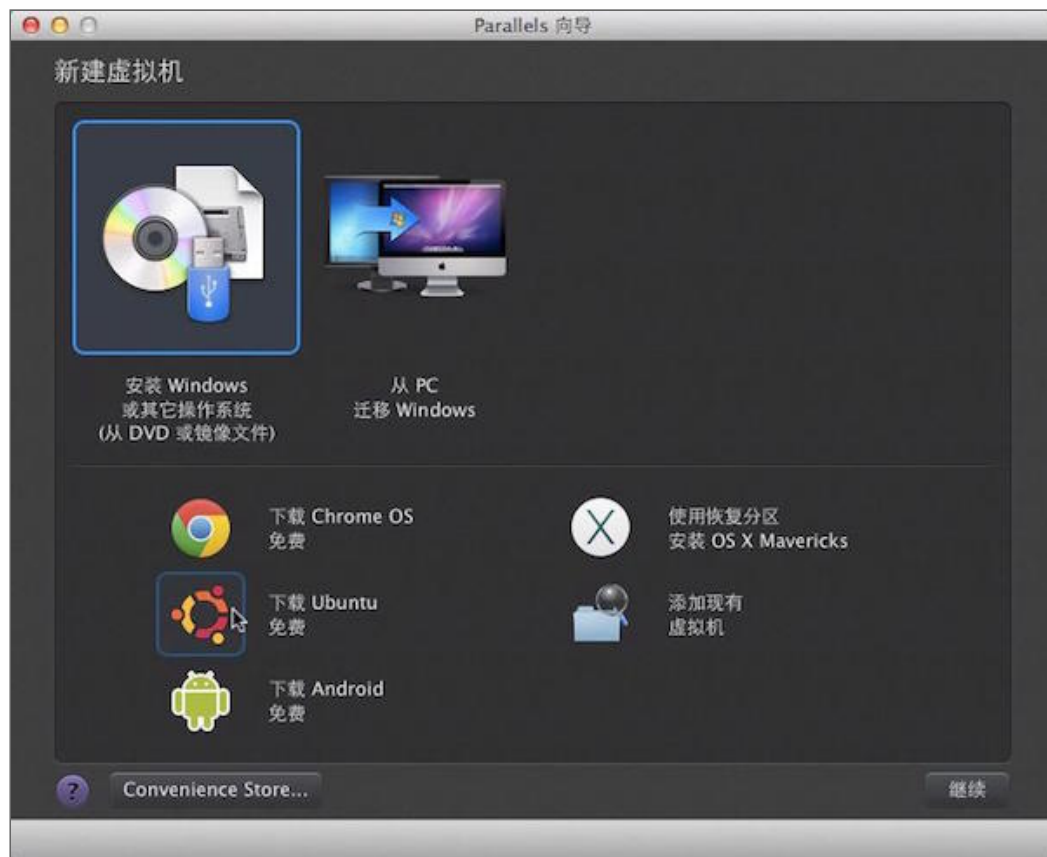 Parallels 向导
新建虚拟机
安装 Windows
或其它操作系统
(从 DVD 或镜像文件)
从 PC
迁移 Windows
下载 Chrome OS
免费
使用恢复分区
安装 OS X Mavericks
下载 Ubuntu
免费
添加现有
虚拟机
下载 Android
免费
?
Convenience Store...
继续